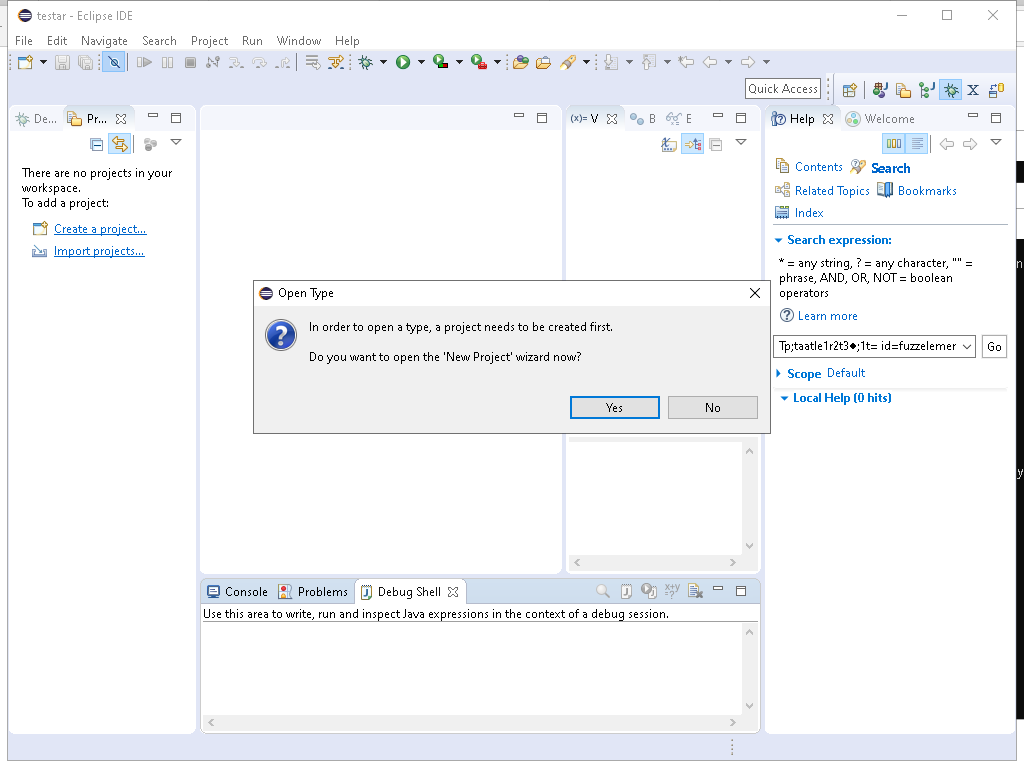 testar - Eclipse IDE
File Edit Navigate Search Project Run Window Help
Quick Access
De...
Pr...
There are no projects in your
workspace.
To add a project:
Create a project...
Import projects...
(x)= V
B
E
Help
Welcome
Contents Search
Related Topics Bookmarks
Index
Search expression:
* = any string, ? = any character, "" =
phrase, AND, OR, NOT = boolean
operators
Learn more
Tp;taatle1r2t3◆;1t= id=fuzzelemer
Go
Scope Default
Local Help (0 hits)
Open Type
In order to open a type, a project needs to be created first.
Do you want to open the 'New Project' wizard now?
Yes
No
Console Problems Debug Shell
Use this area to write, run and inspect Java expressions in the context of a debug session.
n
y